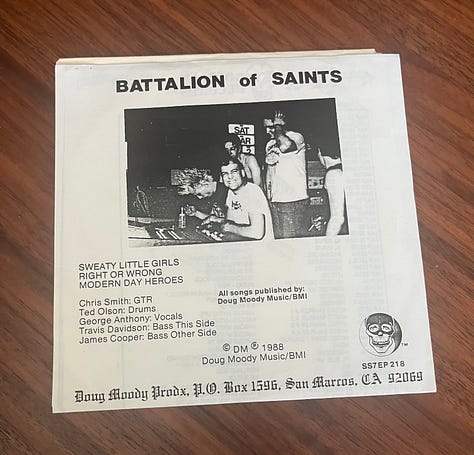 BATTALION of SAINTS
SAT
SWEATY LITTLE GIRLS
RIGHT OR WRONG
MODERN DAY HEROES
Chris Smith: GTR
Ted Olson: Drums
George Anthony: Vocals
Travis Davidson: Bass This Side
James Cooper: Bass Other Side
All songs published by:
Doug Moody Music/BMI
© DM ℗ 1988
Doug Moody Music/BMI
TM
SS7EP218
Doug Moody Prodx, P.O. Box 1596, San Marcos, CA 92069